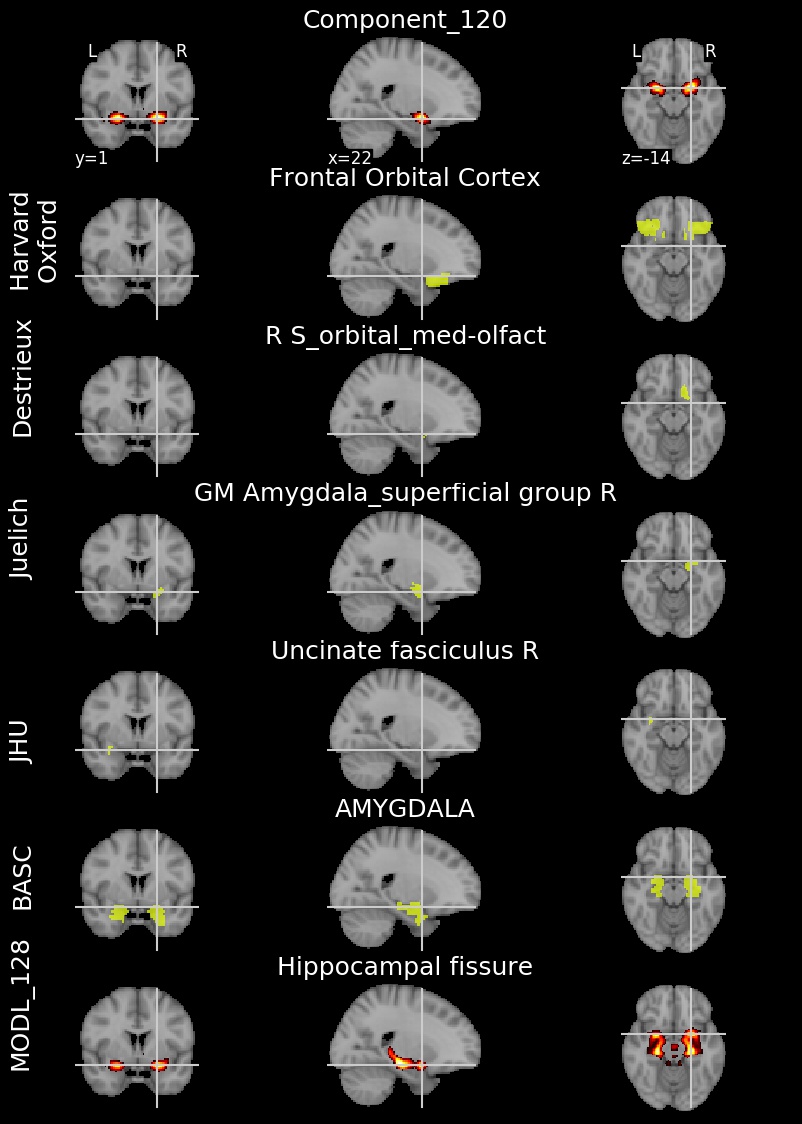 Component_120
L R
L R
y=1
x=22
z=-14
Harvard
Oxford
Frontal Orbital Cortex
Destrieux
R S_orbital_med-olfact
Juelich
GM Amygdala_superficial group R
JHU
Uncinate fasciculus R
BASC
AMYGDALA
MODL_128
Hippocampal fissure